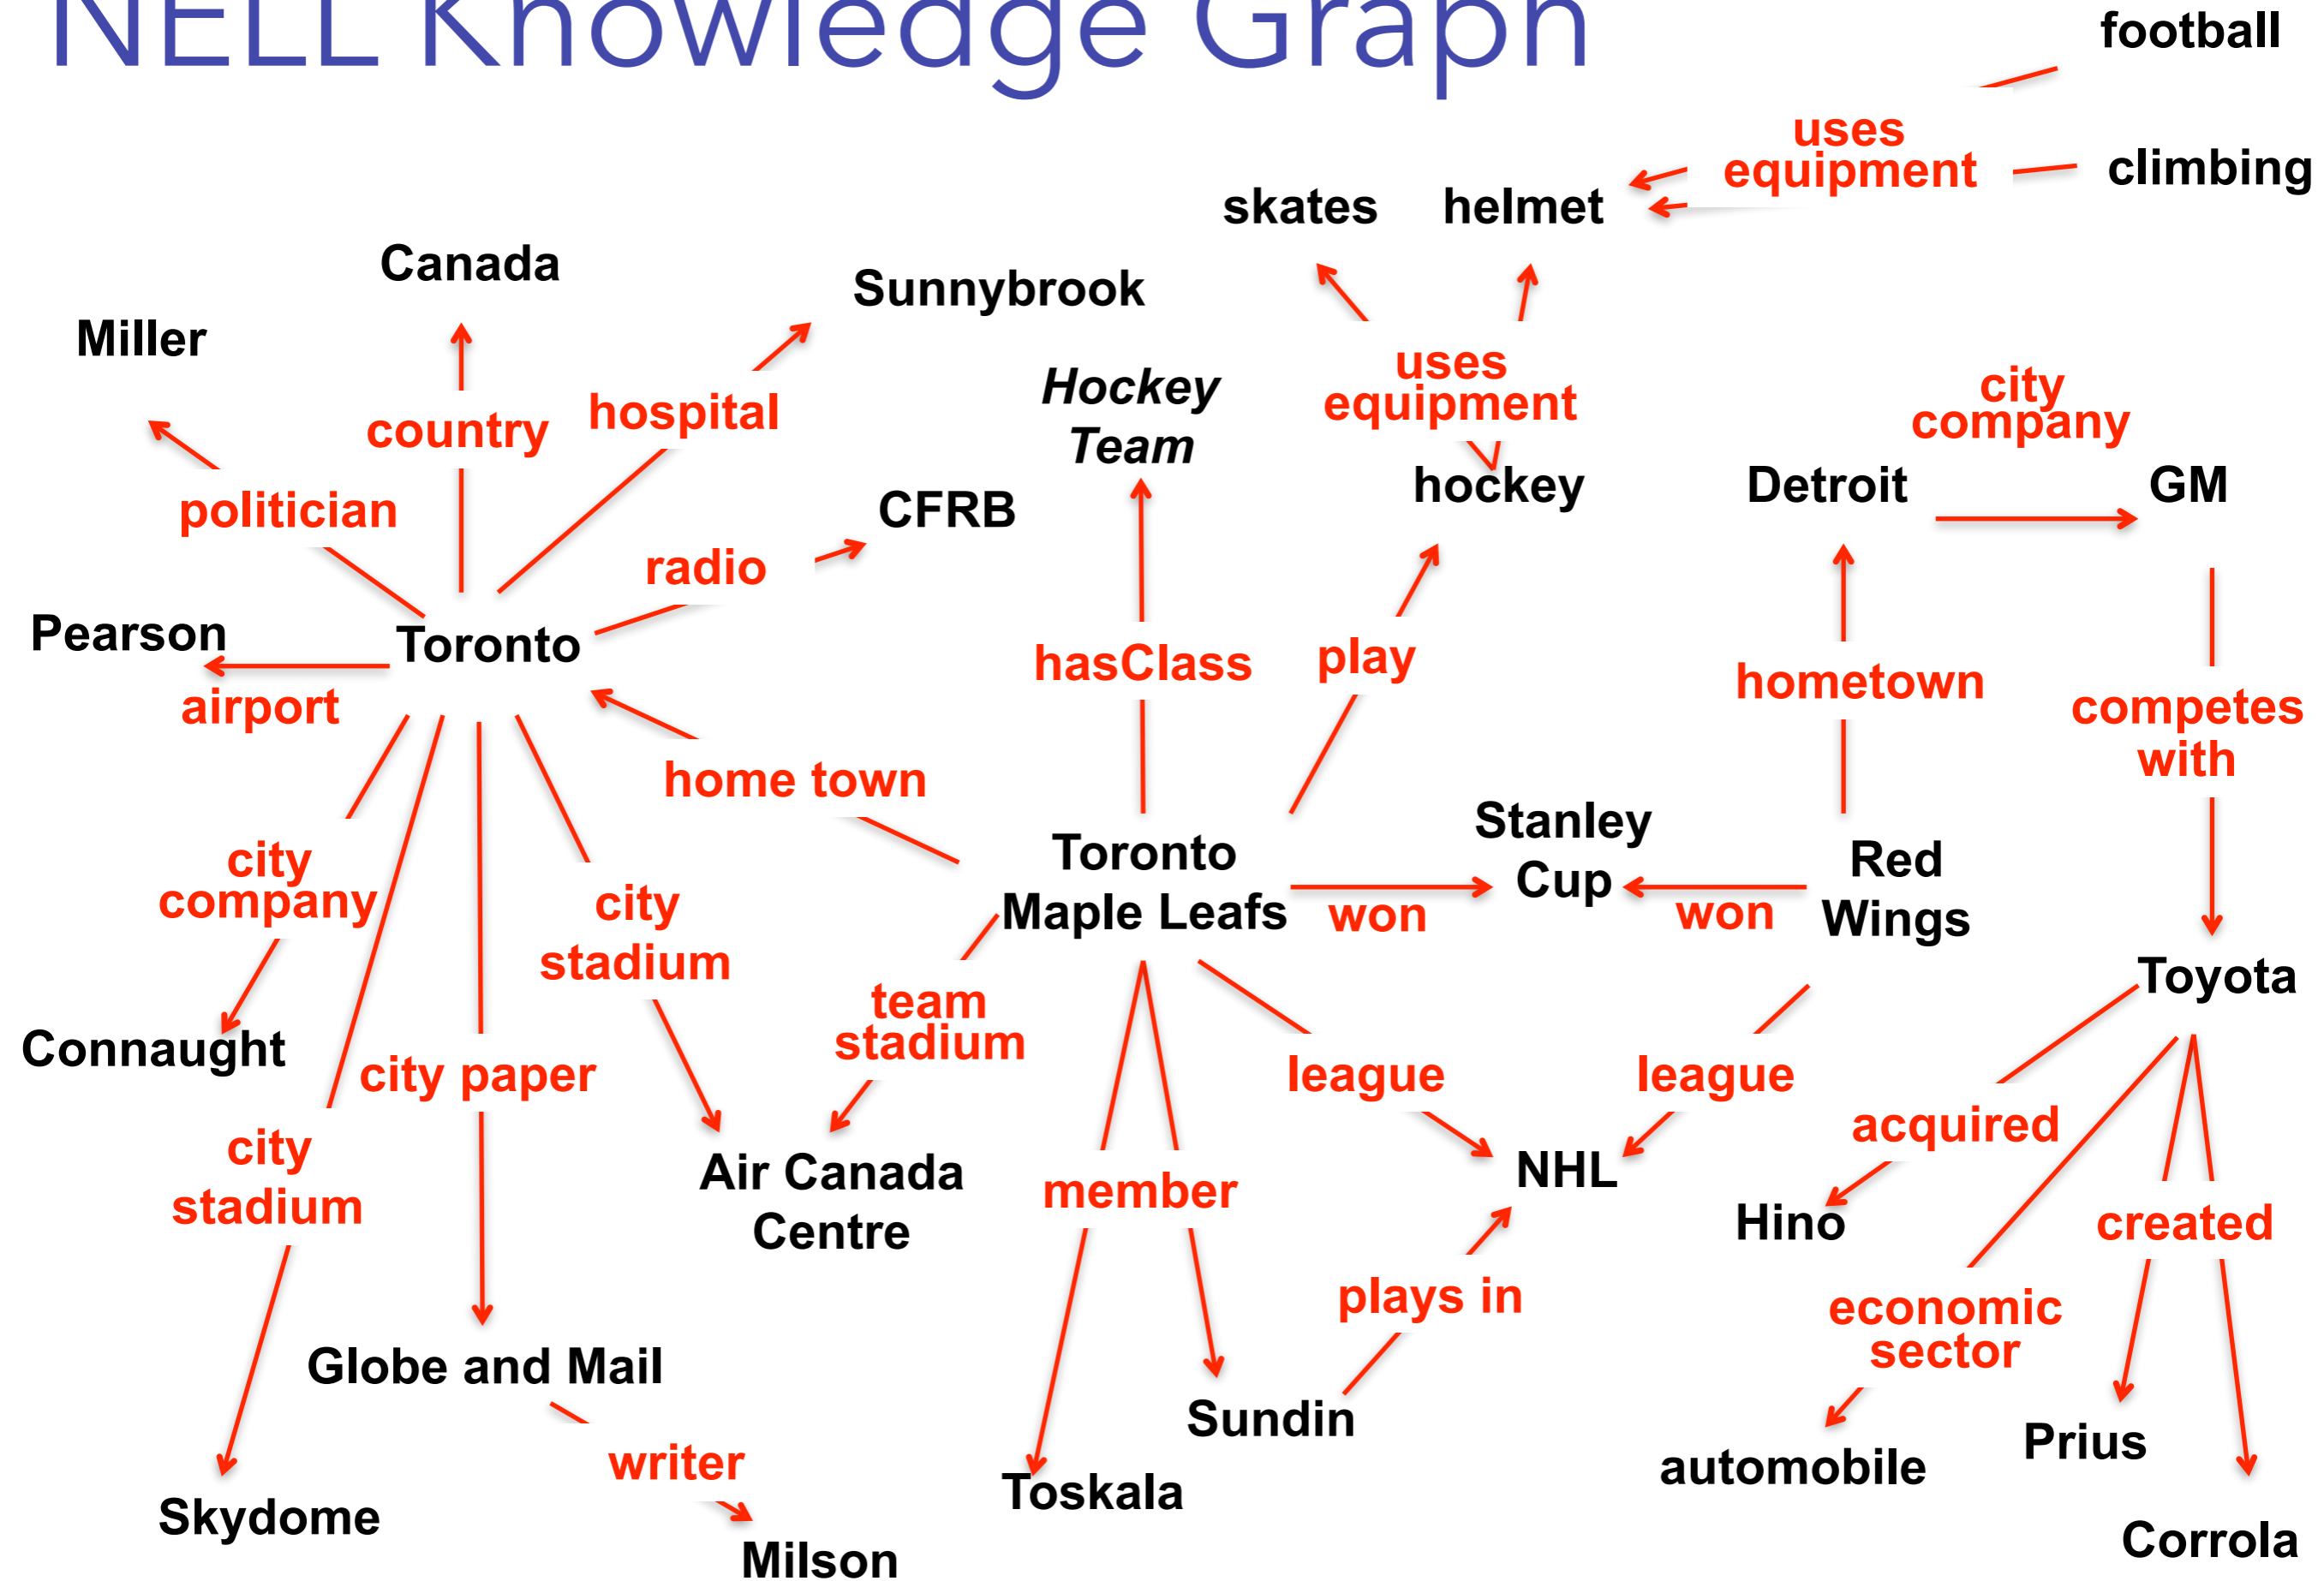 NELL Knowledge Graph
football
uses
equipment
climbing
skates
helmet
Canada
Sunnybrook
Miller
uses
equipment
Hockey
Team
city
company
country
hospital
politician
CFRB
hockey
Detroit
GM
radio
Pearson
Toronto
hasClass
play
hometown
airport
competes
with
home town
Stanley
Cup
Toronto
Maple Leafs
won
won
Red
Wings
city
company
city
stadium
Toyota
team
stadium
Connaught
city paper
league
league
acquired
city
stadium
Air Canada
Centre
member
NHL
Hino
created
plays in
economic
sector
Globe and Mail
Sundin
Prius
automobile
writer
Toskala
Skydome
Milson
Corrola